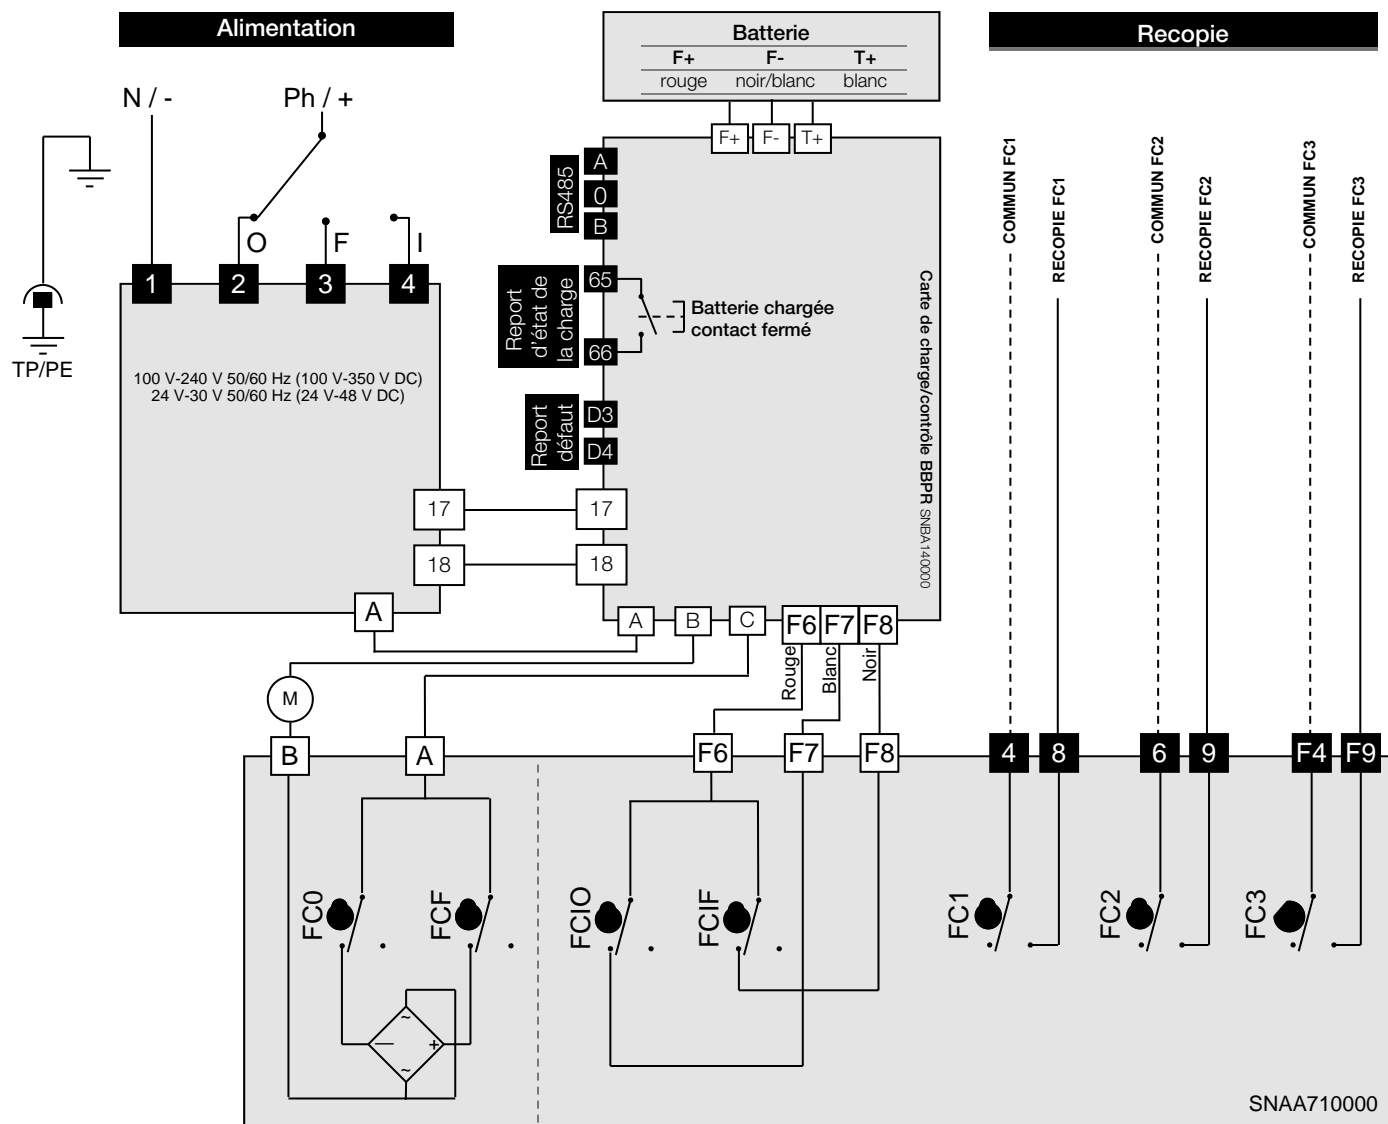 Alimentation
Batterie
F+ F- T+
rouge noir/blanc blanc
Recopie
N / -
Ph / +
O
F
I
1
2
3
4
TP/PE
100 V-240 V 50/60 Hz (100 V-350 V DC)
24 V-30 V 50/60 Hz (24 V-48 V DC)
17
18
A
F+
F-
T+
RS485
A
0
B
Report
d'état de
la charge
65
66
Batterie chargée
contact fermé
Report
défaut
D3
D4
17
18
Carte de charge/contrôle BBPR SNBA140000
A
B
C
F6
F7
F8
Rouge
Blanc
Noir
COMMUN FC1
RECOPIE FC1
COMMUN FC2
RECOPIE FC2
COMMUN FC3
RECOPIE FC3
M
B
A
F6
F7
F8
4
8
6
9
F4
F9
FC0
FCF
FCIO
FCIF
FC1
FC2
FC3
~
— +
~
SNAA710000